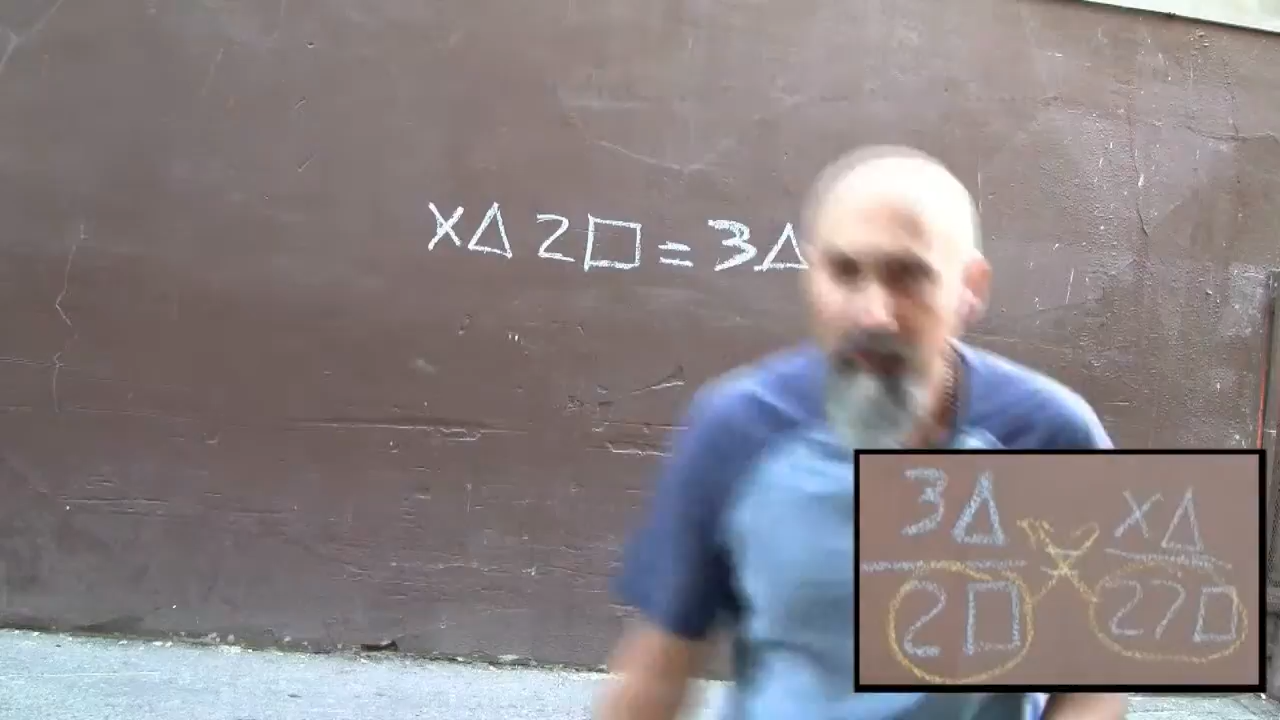 x△ 2□ = 3△
3△ x△
2□ 27□